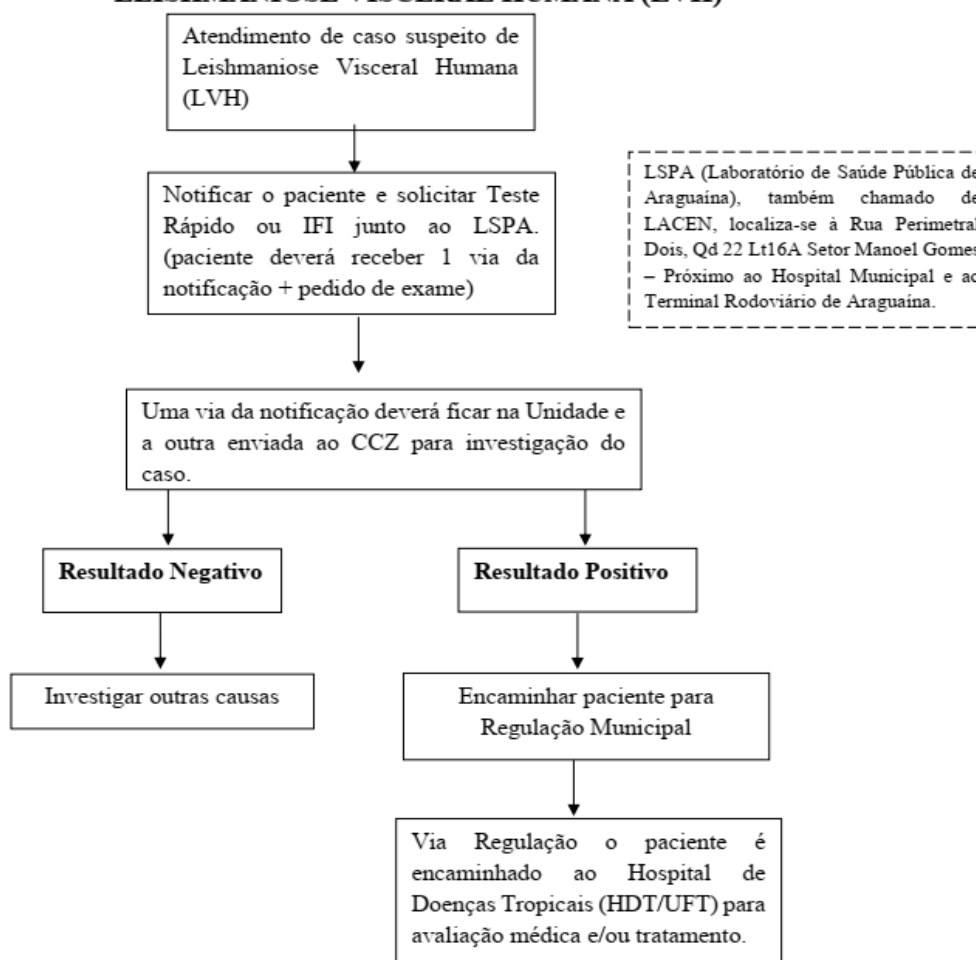 LEISHMANIOSE VISCERAL HUMANA (LVH)
Atendimento de caso suspeito de
Leishmaniose Visceral Humana
(LVH)
Notificar o paciente e solicitar Teste
Rápido ou IFI junto ao LSPA.
(paciente deverá receber 1 via da
notificação + pedido de exame)
LSPA (Laboratório de Saúde Pública de
Araguaína), também chamado de
LACEN, localiza-se à Rua Perimetral
Dois, Qd 22 Lt16A Setor Manoel Gomes
– Próximo ao Hospital Municipal e ao
Terminal Rodoviário de Araguaína.
Uma via da notificação deverá ficar na Unidade e
a outra enviada ao CCZ para investigação do
caso.
Resultado Negativo
Resultado Positivo
Investigar outras causas
Encaminhar paciente para
Regulação Municipal
Via Regulação o paciente é
encaminhado ao Hospital de
Doenças Tropicais (HDT/UFT) para
avaliação médica e/ou tratamento.